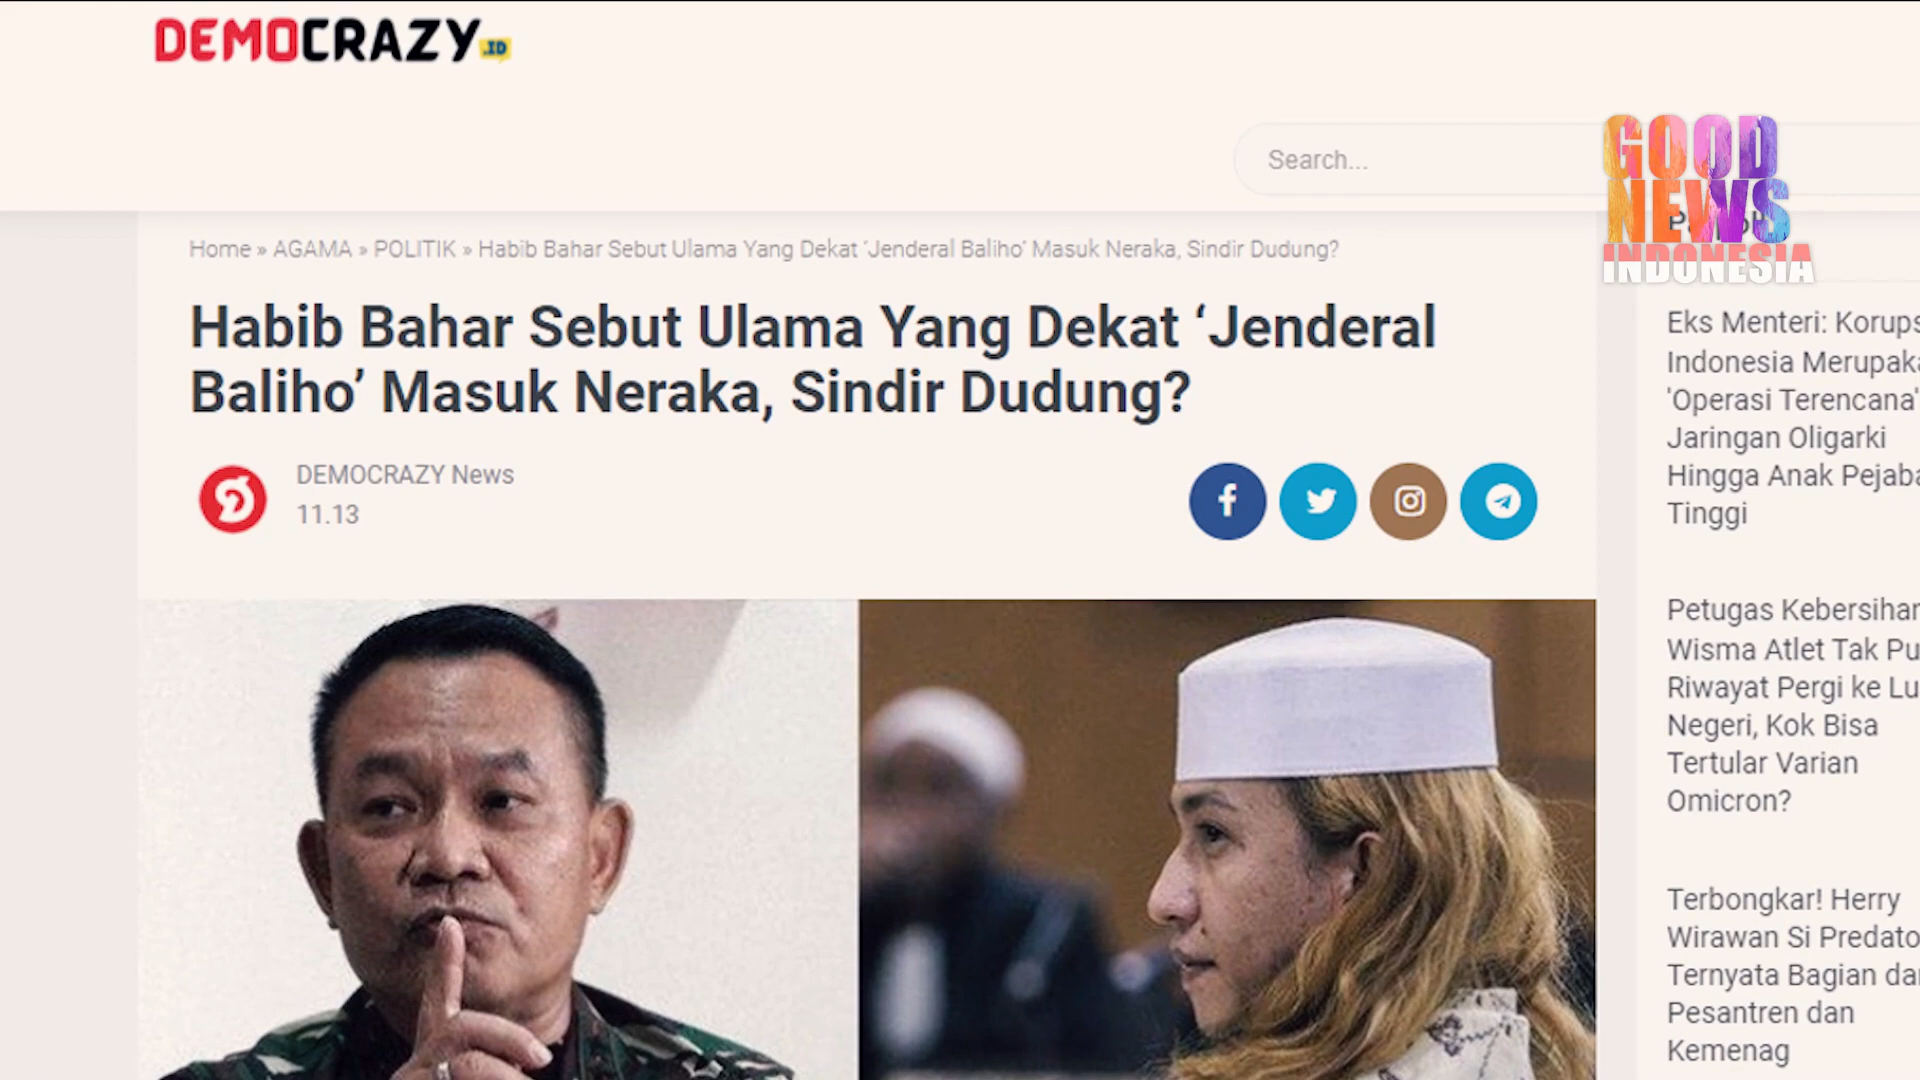 DEMOCRAZY.ID
Search...
GOOD
NEWS
INDONESIA
Home » AGAMA » POLITIK » Habib Bahar Sebut Ulama Yang Dekat ‘Jenderal Baliho’ Masuk Neraka, Sindir Dudung?
Habib Bahar Sebut Ulama Yang Dekat ‘Jenderal
Baliho’ Masuk Neraka, Sindir Dudung?
DEMOCRAZY News
11.13
Eks Menteri: Korups
Indonesia Merupaka
'Operasi Terencana'
Jaringan Oligarki
Hingga Anak Pejaba
Tinggi
Petugas Kebersihan
Wisma Atlet Tak Pu
Riwayat Pergi ke Lu
Negeri, Kok Bisa
Tertular Varian
Omicron?
Terbongkar! Herry
Wirawan Si Predato
Ternyata Bagian dar
Pesantren dan
Kemenag